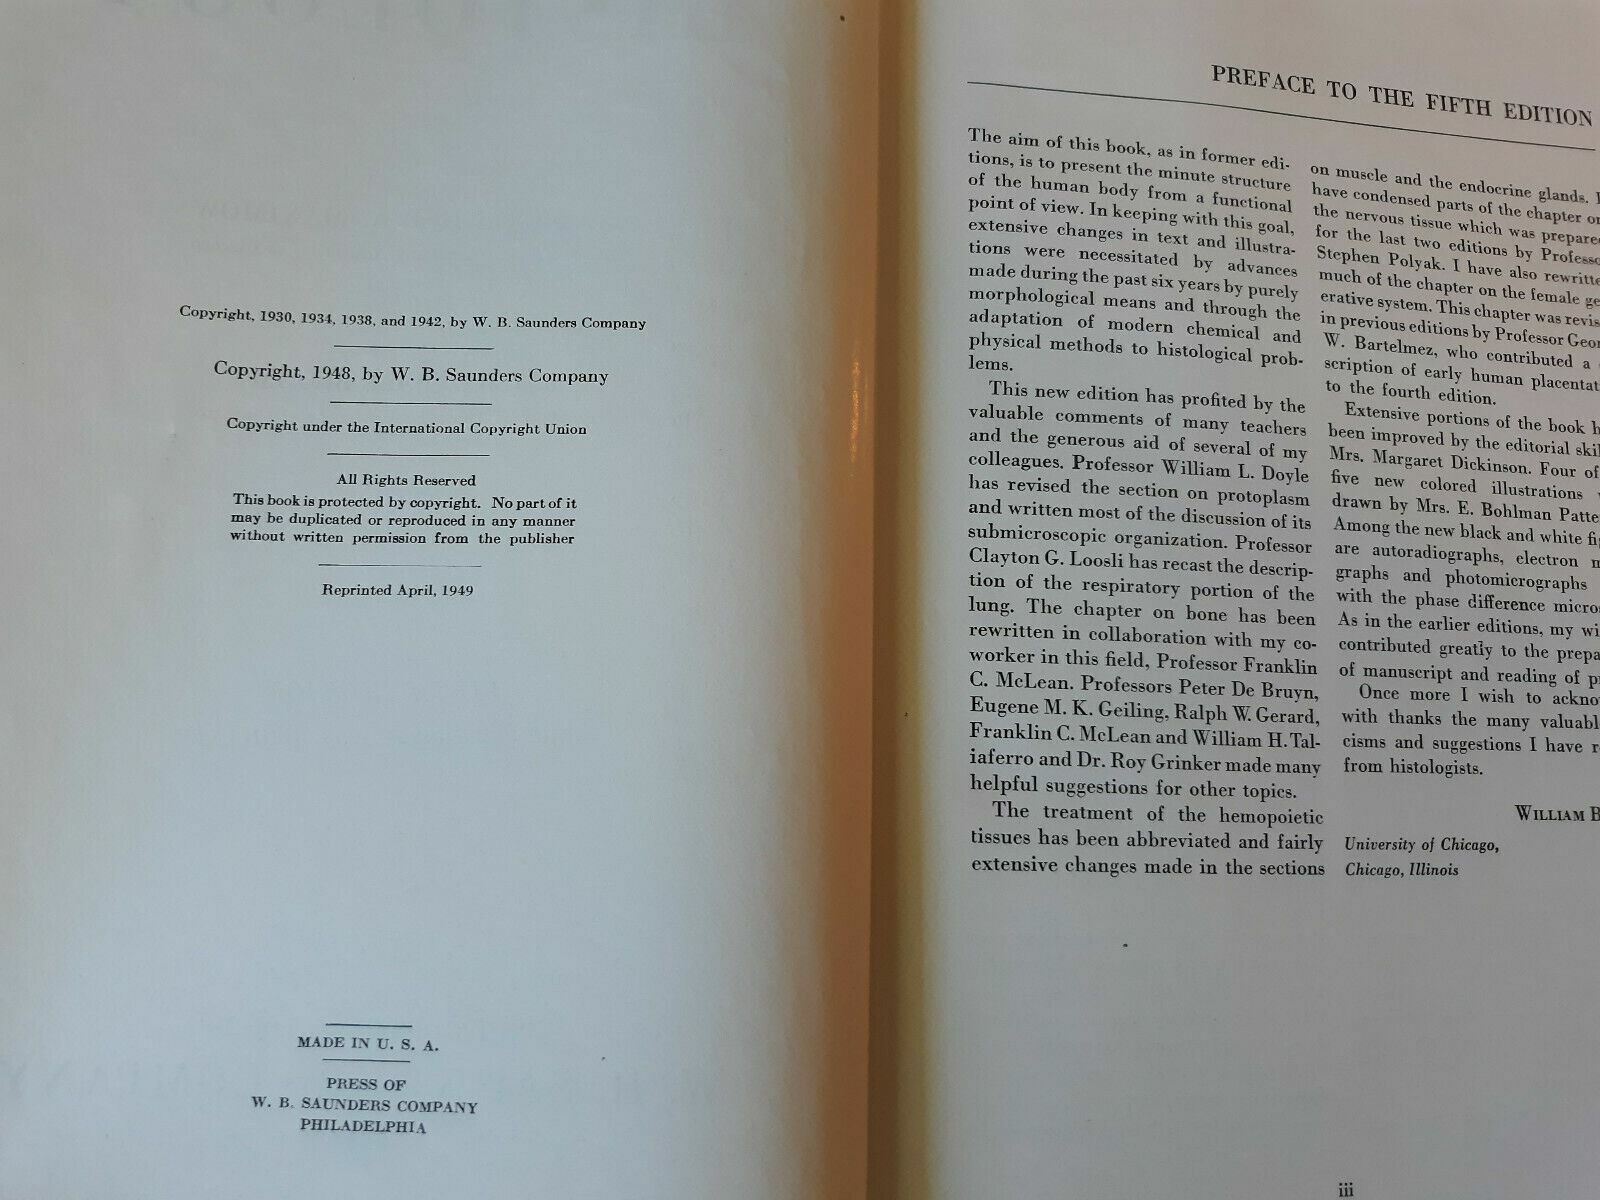 Copyright, 1930, 1934, 1938, and 1942, by W. B. Saunders Company
Copyright, 1948, by W. B. Saunders Company
Copyright under the International Copyright Union
All Rights Reserved
This book is protected by copyright. No part of it
may be duplicated or reproduced in any manner
without written permission from the publisher
Reprinted April, 1949
MADE IN U. S. A.
PRESS OF
W. B. SAUNDERS COMPANY
PHILADELPHIA
PREFACE TO THE FIFTH EDITION
The aim of this book, as in former edi-
tions, is to present the minute structure
of the human body from a functional
point of view. In keeping with this goal,
extensive changes in text and illustra-
tions were necessitated by advances
made during the past six years by purely
morphological means and through the
adaptation of modern chemical and
physical methods to histological prob-
lems.
This new edition has profited by the
valuable comments of many teachers
and the generous aid of several of my
colleagues. Professor William L. Doyle
has revised the section on protoplasm
and written most of the discussion of its
submicroscopic organization. Professor
Clayton G. Loosli has recast the descrip-
tion of the respiratory portion of the
lung. The chapter on bone has been
rewritten in collaboration with my co-
worker in this field, Professor Franklin
C. McLean. Professors Peter De Bruyn,
Eugene M. K. Geiling, Ralph W. Gerard,
Franklin C. McLean and William H. Tal-
iaferro and Dr. Roy Grinker made many
helpful suggestions for other topics.
The treatment of the hemopoietic
tissues has been abbreviated and fairly
extensive changes made in the sections
on muscle and the endocrine glands. I
have condensed parts of the chapter on
the nervous tissue which was prepared
for the last two editions by
Stephen Polyak. I have also
much of the chapter on the female
erative system. This chapter was
in previous editions by Professor
W. Bartelmez, who contributed a
scription of early human
to the fourth edition.
Extensive portions of the book
been improved by the editorial
Mrs. Margaret Dickinson. Four of
five new colored illustrations
drawn by Mrs. E. Bohlman
Among the new black and white
are autoradiographs, electron
graphs and photomicrographs
with the phase difference
As in the earlier editions, my
contributed greatly to the
of manuscript and reading of
Once more I wish to
with thanks the many
cisms and suggestions I have
from histologists.
WILLIAM B
University of Chicago,
Chicago, Illinois
iii